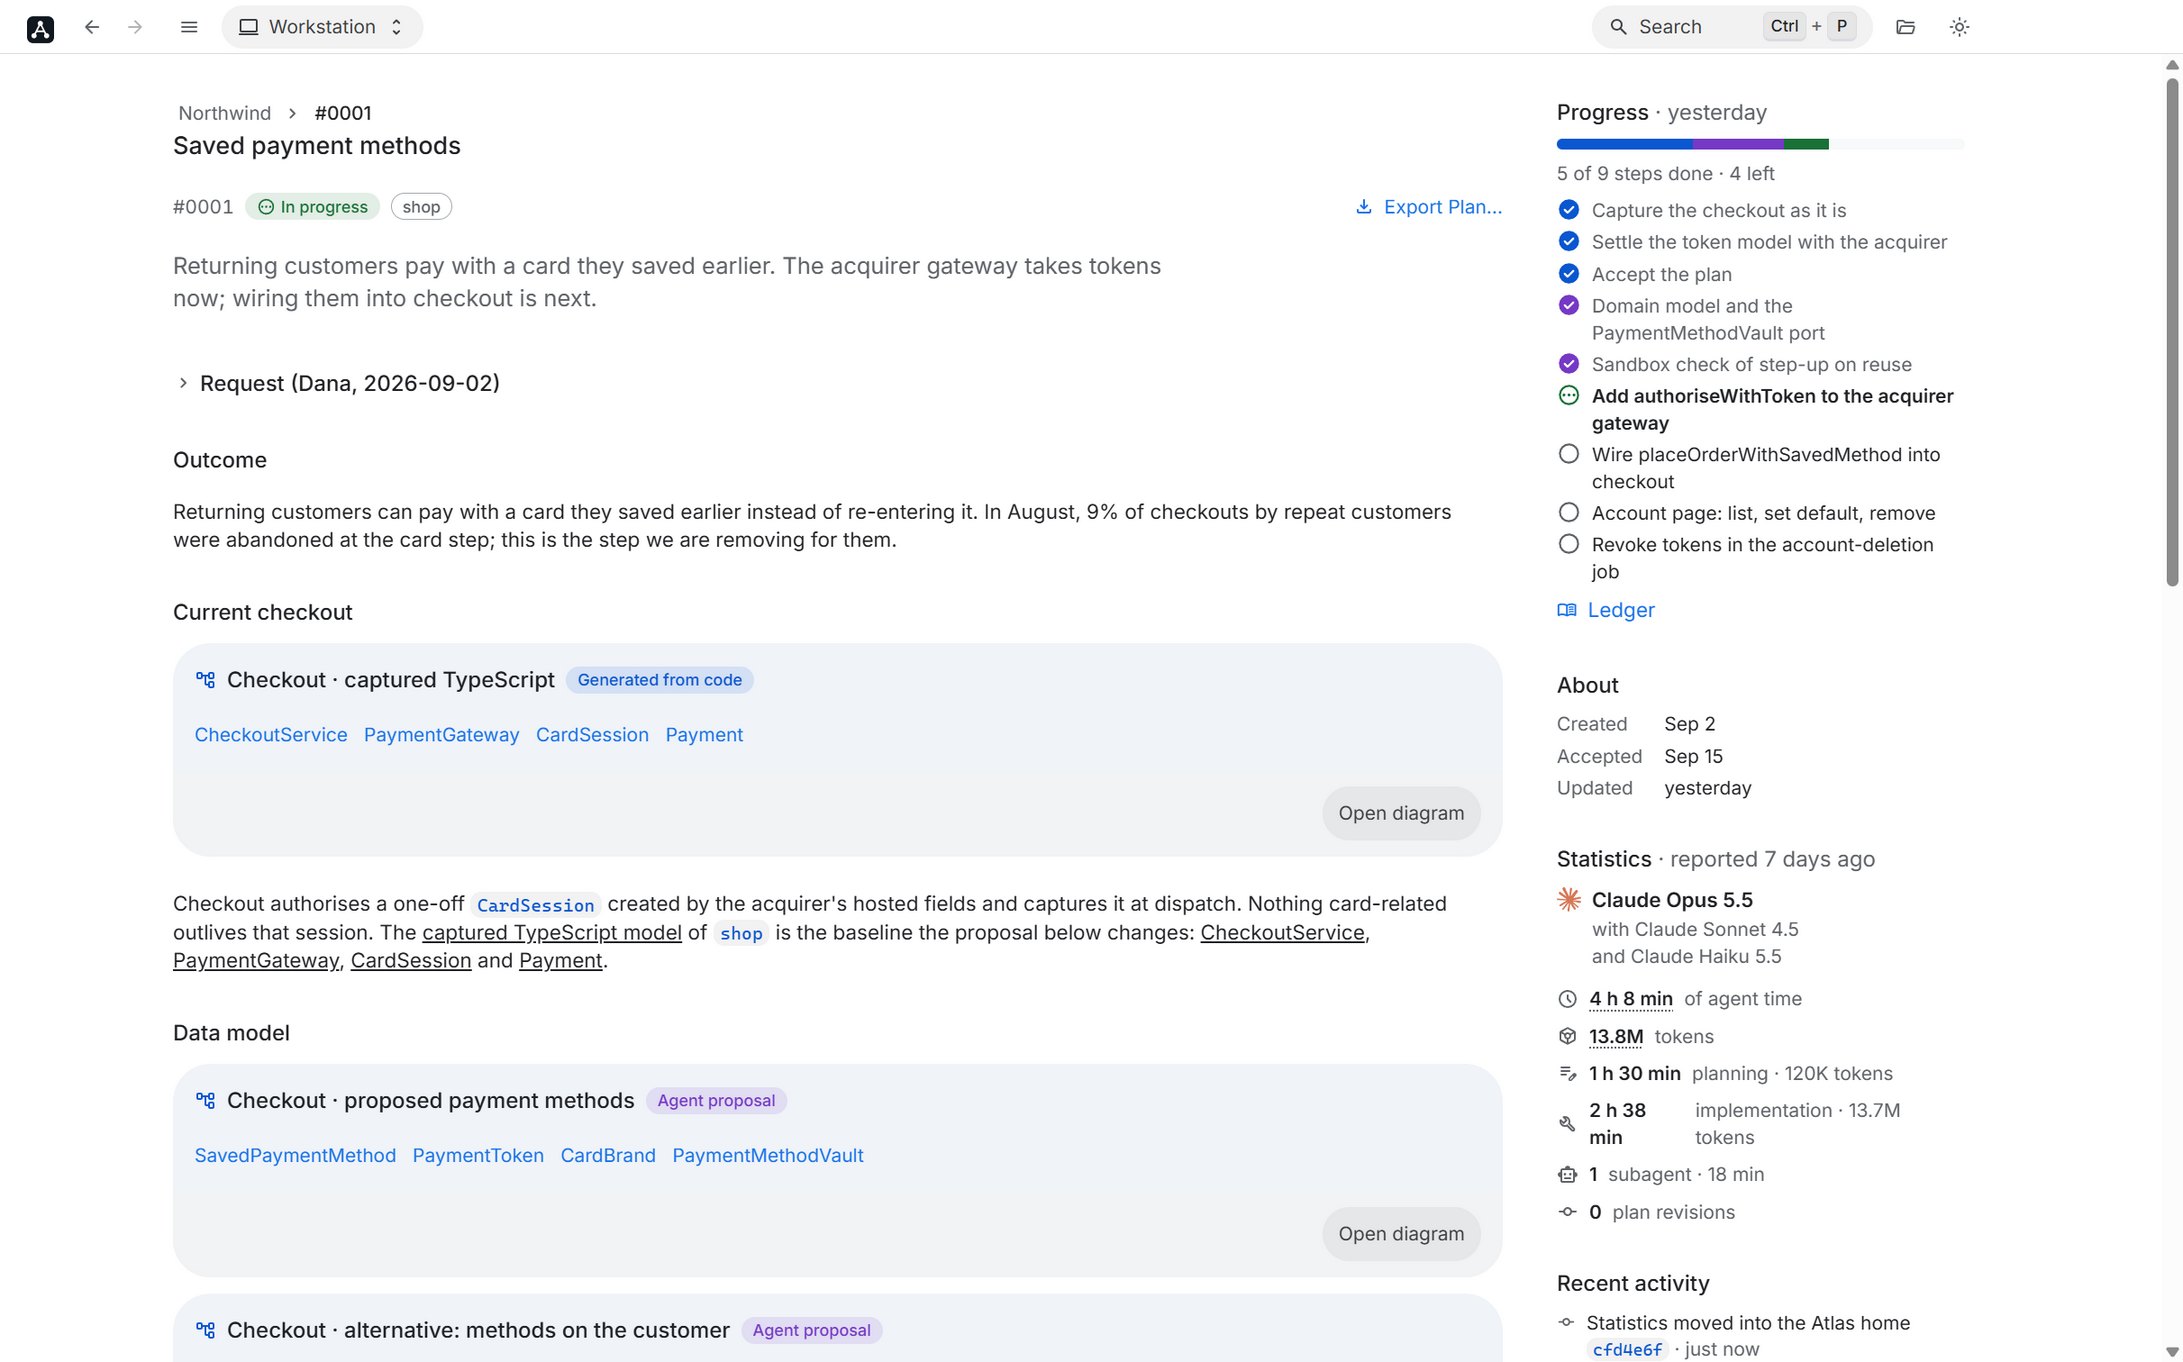 Workstation
Search Ctrl + P
Northwind > #0001
Saved payment methods
#0001 In progress shop
Export Plan...
Returning customers pay with a card they saved earlier. The acquirer gateway takes tokens
now; wiring them into checkout is next.
Request (Dana, 2026-09-02)
Outcome
Returning customers can pay with a card they saved earlier instead of re-entering it. In August, 9% of checkouts by repeat customers
were abandoned at the card step; this is the step we are removing for them.
Current checkout
Checkout · captured TypeScript Generated from code
CheckoutService PaymentGateway CardSession Payment
Open diagram
Checkout authorises a one-off CardSession created by the acquirer's hosted fields and captures it at dispatch. Nothing card-related
outlives that session. The captured TypeScript model of shop is the baseline the proposal below changes: CheckoutService,
PaymentGateway, CardSession and Payment.
Data model
Checkout · proposed payment methods Agent proposal
SavedPaymentMethod PaymentToken CardBrand PaymentMethodVault
Open diagram
Checkout · alternative: methods on the customer Agent proposal
Progress · yesterday
5 of 9 steps done · 4 left
Capture the checkout as it is
Settle the token model with the acquirer
Accept the plan
Domain model and the
PaymentMethodVault port
Sandbox check of step-up on reuse
Add authoriseWithToken to the acquirer
gateway
Wire placeOrderWithSavedMethod into
checkout
Account page: list, set default, remove
Revoke tokens in the account-deletion
job
Ledger
About
Created Sep 2
Accepted Sep 15
Updated yesterday
Statistics · reported 7 days ago
Claude Opus 5.5
with Claude Sonnet 4.5
and Claude Haiku 5.5
4 h 8 min of agent time
13.8M tokens
1 h 30 min planning · 120K tokens
2 h 38 min implementation · 13.7M tokens
1 subagent · 18 min
0 plan revisions
Recent activity
Statistics moved into the Atlas home
cfd4e6f · just now